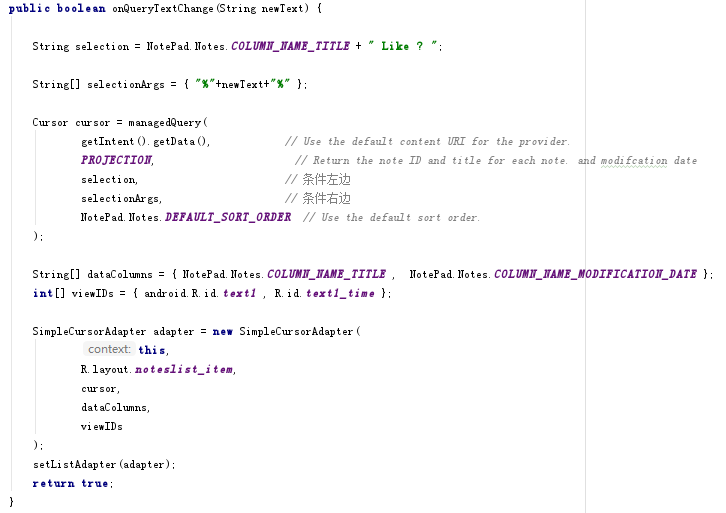 public boolean onQueryTextChange(String newText) {
String selection = NotePad.Notes.COLUMN_NAME_TITLE + " Like ? ";
String[] selectionArgs = { "%"+newText+"%" };
Cursor cursor = managedQuery(
getIntent().getData(), // Use the default content URI for the provider.
PROJECTION, // Return the note ID and title for each note. and modifcation date
selection, // 条件左边
selectionArgs, // 条件右边
NotePad.Notes.DEFAULT_SORT_ORDER // Use the default sort order.
);
String[] dataColumns = { NotePad.Notes.COLUMN_NAME_TITLE , NotePad.Notes.COLUMN_NAME_MODIFICATION_DATE };
int[] viewIDs = { android.R.id.text1 , R.id.text1_time };
SimpleCursorAdapter adapter = new SimpleCursorAdapter(
context: this,
R.layout.noteslist_item,
cursor,
dataColumns,
viewIDs
);
setListAdapter(adapter);
return true;
}